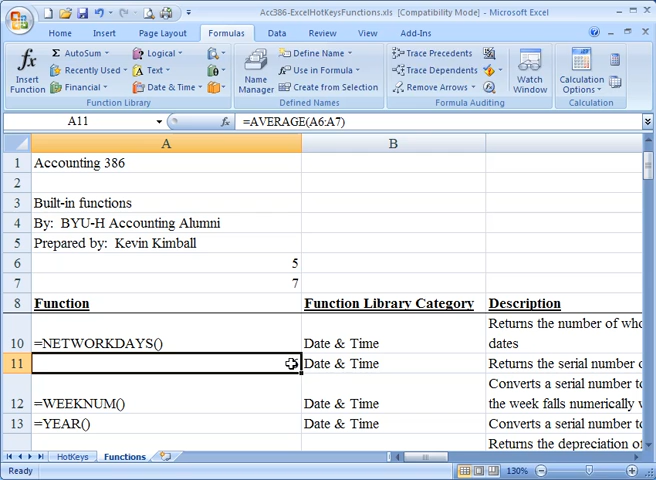 Acc386-ExcelHotKeysFunctions.xls [Compatibility Mode] - Microsoft Excel
Home Insert Page Layout Formulas Data Review View Add-Ins
fx Insert Function
Σ AutoSum
Recently Used
Financial
Logical
Text
Date & Time
Function Library
Name Manager
Define Name
Use in Formula
Create from Selection
Defined Names
Trace Precedents
Trace Dependents
Remove Arrows
Formula Auditing
Watch Window
Calculation Options
Calculation
A11 fx =AVERAGE(A6:A7)
A B
1 Accounting 386
2
3 Built-in functions
4 By: BYU-H Accounting Alumni
5 Prepared by: Kevin Kimball
6 5
7 7
8 Function Function Library Category Description
Returns the number of who
10 =NETWORKDAYS() Date & Time dates
11 Date & Time Returns the serial number o
Converts a serial number to
12 =WEEKNUM() Date & Time the week falls numerically w
13 =YEAR() Date & Time Converts a serial number to
Returns the depreciation of
HotKeys Functions
Ready 130%